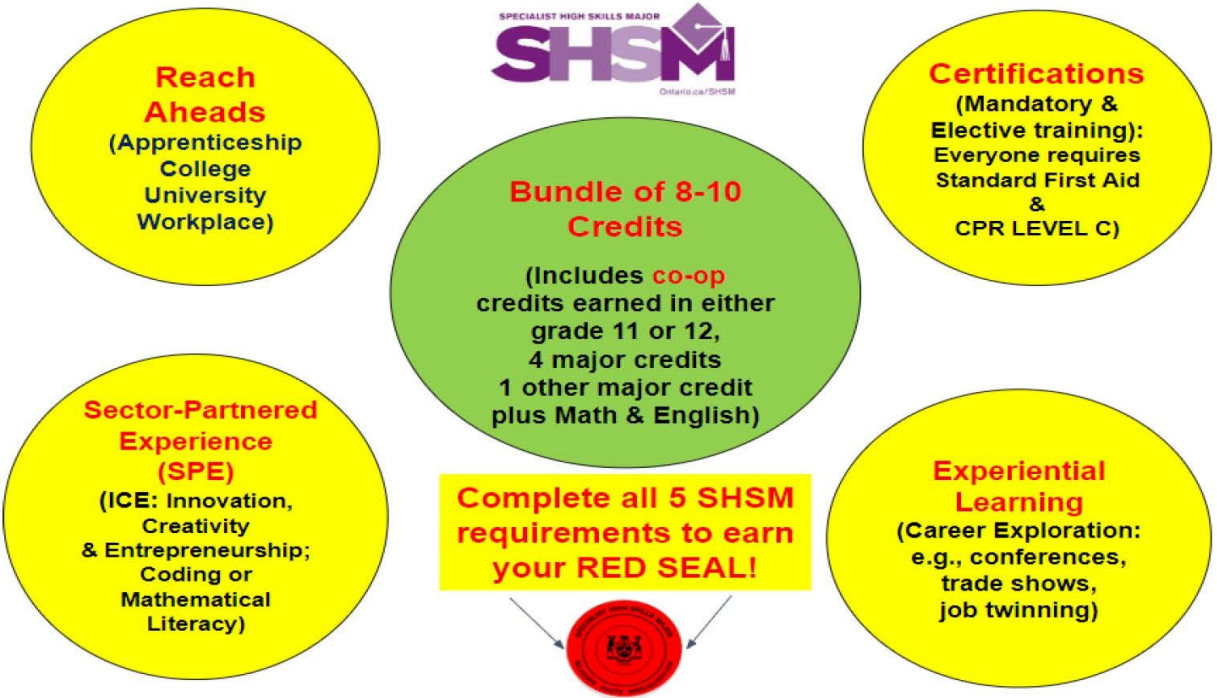 SPECIALIST HIGH SKILLS MAJOR
SHSM
Ontario.ca/SHSM
Reach
Aheads
(Apprenticeship
College
University
Workplace)
Certifications
(Mandatory &
Elective training):
Everyone requires
Standard First Aid
&
CPR LEVEL C)
Bundle of 8-10
Credits
(Includes co-op
credits earned in either
grade 11 or 12,
4 major credits
1 other major credit
plus Math & English)
Sector-Partnered
Experience
(SPE)
(ICE: Innovation,
Creativity
& Entrepreneurship;
Coding or
Mathematical
Literacy)
Complete all 5 SHSM
requirements to earn
your RED SEAL!
Experiential
Learning
(Career Exploration:
e.g., conferences,
trade shows,
job twinning)
SPECIALIST HIGH SKILLS MAJOR